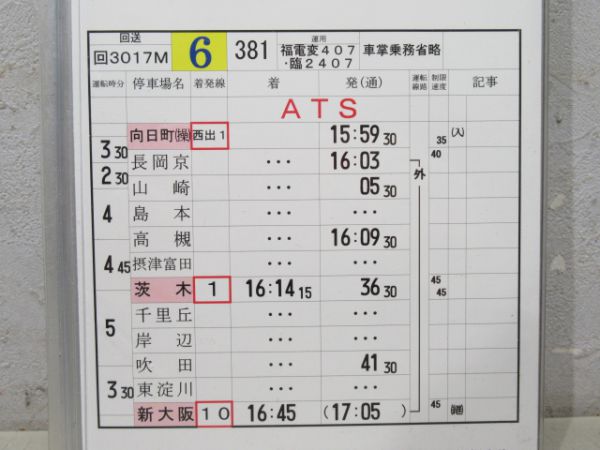 回送
回3017M 6 381 運用 福電変407・臨2407 車掌乗務省略
運転時分 停車場名 着発線 着 発(通) 運転線路 制限速度 記事
ATS
向日町(操) 西出1 15:59 30 35 (入)
3 30
長岡京 ・・・ 16:03 外 40
2 30
山崎 ・・・ 05 30
4
島本 ・・・ ・・・
高槻 ・・・ 16:09 30
4 45
摂津富田 ・・・ ・・・
茨木 1 16:14 15 36 30 45 45
5
千里丘 ・・・ ・・・
岸辺 ・・・ ・・・
吹田 ・・・ 41 30
3 30
東淀川 ・・・ ・・・
新大阪 10 16:45 (17:05) 45